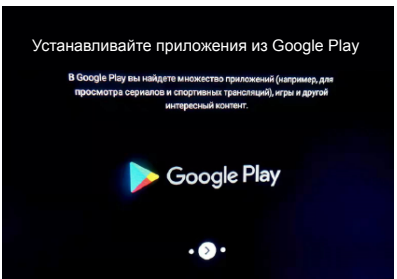 Устанавливайте приложения из Google Play
В Google Play вы найдете множество приложений (например, для
просмотра сериалов и спортивных трансляций), игры и другой
интересный контент.
Google Play